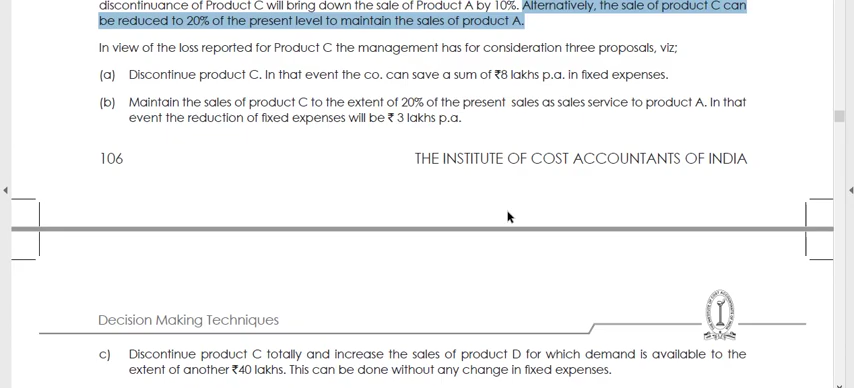 discontinuance of Product C will bring down the sale of Product A by 10%. Alternatively, the sale of product C can
be reduced to 20% of the present level to maintain the sales of product A.
In view of the loss reported for Product C the management has for consideration three proposals, viz;
(a) Discontinue product C. In that event the co. can save a sum of ₹8 lakhs p.a. in fixed expenses.
(b) Maintain the sales of product C to the extent of 20% of the present sales as sales service to product A. In that
event the reduction of fixed expenses will be ₹ 3 lakhs p.a.
106 THE INSTITUTE OF COST ACCOUNTANTS OF INDIA
Decision Making Techniques
c) Discontinue product C totally and increase the sales of product D for which demand is available to the
extent of another ₹40 lakhs. This can be done without any change in fixed expenses.